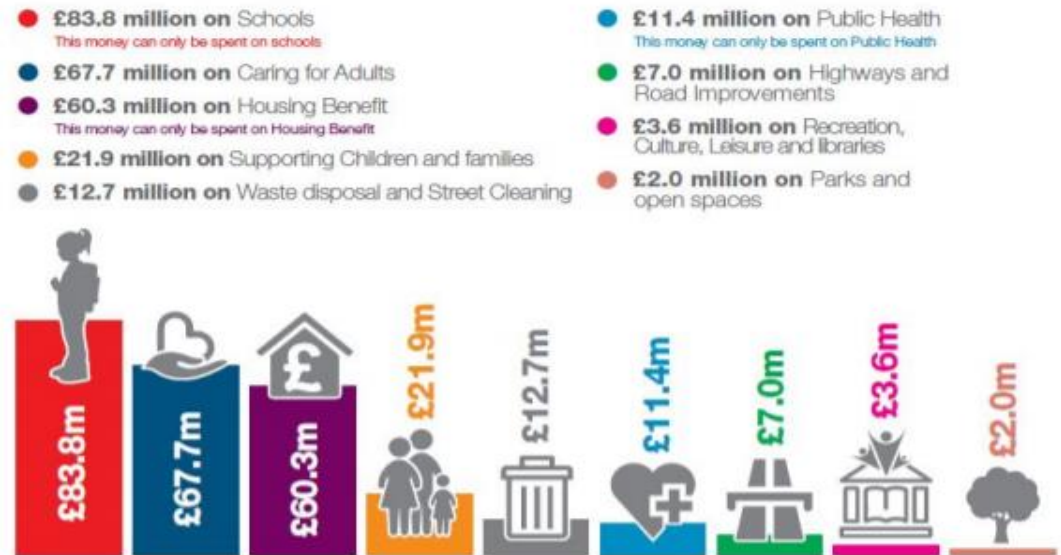 £83.8 million on Schools
This money can only be spent on schools
£67.7 million on Caring for Adults
£60.3 million on Housing Benefit
This money can only be spent on Housing Benefit
£21.9 million on Supporting Children and families
£12.7 million on Waste disposal and Street Cleaning
£11.4 million on Public Health
This money can only be spent on Public Health
£7.0 million on Highways and
Road Improvements
£3.6 million on Recreation,
Culture, Leisure and libraries
£2.0 million on Parks and
open spaces
£83.8m
£67.7m
£
£60.3m
£21.9m
£12.7m
£11.4m
£7.0m
£3.6m
£2.0m